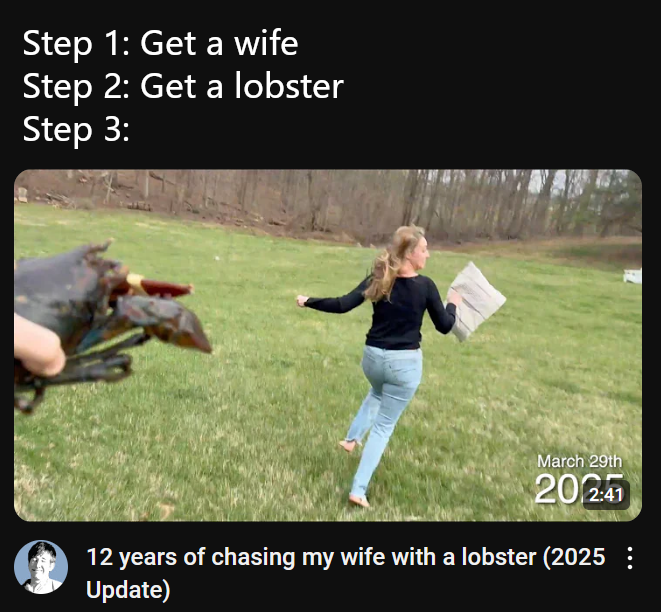 Step 1: Get a wife
Step 2: Get a lobster
Step 3:
March 29th
2025
2:41
12 years of chasing my wife with a lobster (2025
Update)